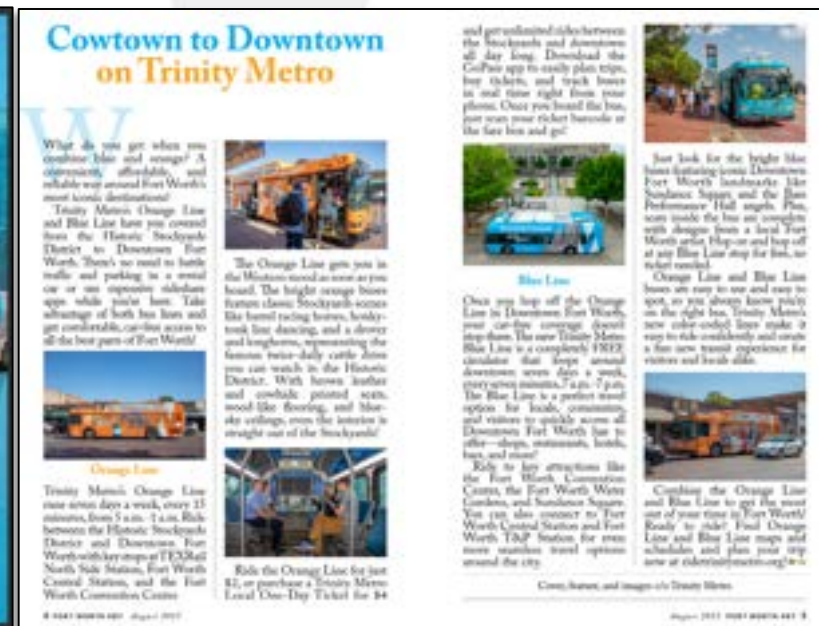 Cowtown to Downtown
on Trinity Metro
What do you get when you
combine blue and orange? A
convenient, affordable, and
reliable way around Fort Worth's
most iconic destinations!
Trinity Metro's Orange Line
and Blue Line have you covered
from the Historic Stockyards
District to Downtown Fort
Worth. There's no need to battle
traffic and parking in a rental
car or use expensive rideshare
apps while you're here. Take
advantage of both bus lines and
get comfortable, car-free access to
all the best parts of Fort Worth!
Orange Line
Trinity Metro's Orange Line
runs seven days a week, every 15
minutes, from 5 a.m. -1 a.m. Ride
between the Historic Stockyards
District and Downtown Fort
Worth with key stops at TEXRail
North Side Station, Fort Worth
Central Station, and the Fort
Worth Convention Center.
The Orange Line gets you in
the Western mood as soon as you
board. The bright orange buses
feature classic Stockyards scenes
like barrel racing horses, honky-
tonk line dancing, and a drover
and longhorns, representing the
famous twice-daily cattle drive
you can watch in the Historic
District. With brown leather
and cowhide printed seats,
wood-like flooring, and blue-
sky ceilings, even the interior is
straight out of the Stockyards!
Ride the Orange Line for just
$2, or purchase a Trinity Metro
Local One-Day Ticket for $4
and get unlimited rides between
the Stockyards and downtown
all day long. Download the
GoPass app to easily plan trips,
buy tickets, and track buses
in real time right from your
phone. Once you board the bus,
just scan your ticket barcode at
the fare box and go!
Blue Line
Once you hop off the Orange
Line in Downtown Fort Worth,
your car-free coverage doesn't
stop there. The new Trinity Metro
Blue Line is a completely FREE
circulator that loops around
downtown seven days a week,
every seven minutes, 7 a.m. -7 p.m.
The Blue Line is a perfect travel
option for locals, commuters,
and visitors to quickly access all
Downtown Fort Worth has to
offer—shops, restaurants, hotels,
bars, and more!
Ride to key attractions like
the Fort Worth Convention
Center, the Fort Worth Water
Gardens, and Sundance Square.
You can also connect to Fort
Worth Central Station and Fort
Worth T&P Station for even
more seamless travel options
around the city.
Just look for the bright blue
buses featuring iconic Downtown
Fort Worth landmarks like
Sundance Square and the Bass
Performance Hall angels. Plus,
seats inside the bus are complete
with designs from a local Fort
Worth artist. Hop on and hop off
at any Blue Line stop for free, no
ticket needed.
Orange Line and Blue Line
buses are easy to use and easy to
spot, so you always know you're
on the right bus. Trinity Metro's
new color-coded lines make it
easy to ride confidently and create
a fun new transit experience for
visitors and locals alike.
Combine the Orange Line
and Blue Line to get the most
out of your time in Fort Worth!
Ready to ride? Find Orange
Line and Blue Line maps and
schedules and plan your trip
now at ridetrinitymetro.org!
Cover, feature, and images c/o Trinity Metro.